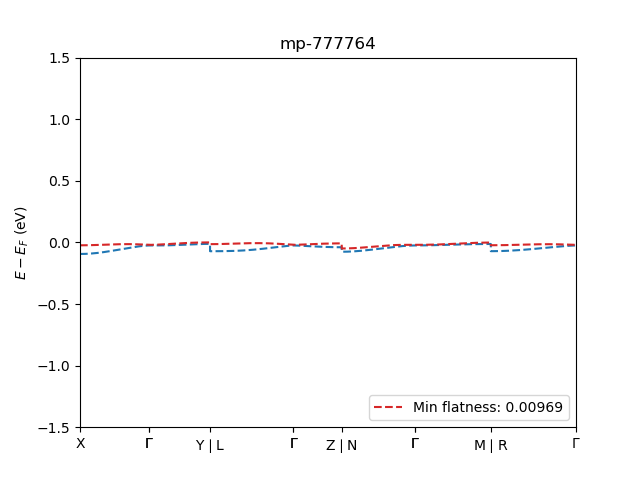 mp-777764
1.5
1.0
0.5
0.0
−0.5
−1.0
−1.5
E − E_F (eV)
Min flatness: 0.00969
X Γ Y | L Γ Z | N Γ M | R Γ